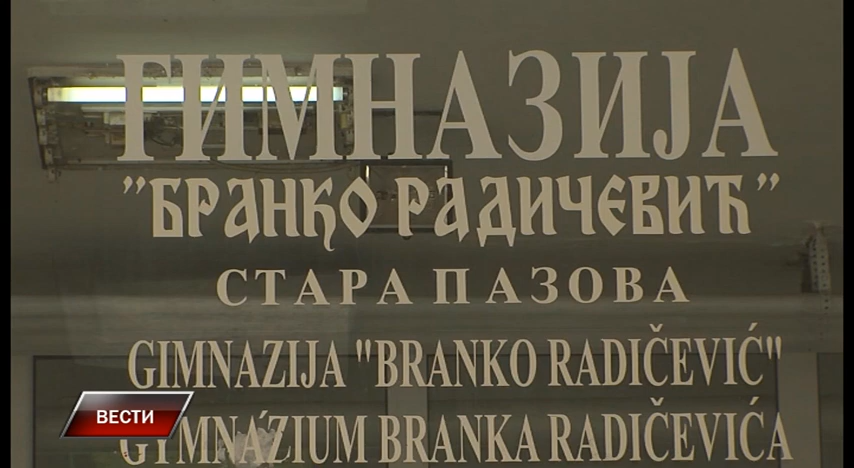 ГИМНАЗИЈА
"БРАНКО РАДИЧЕВИЋ"
СТАРА ПАЗОВА
GIMNAZIJA "BRANKO RADIČEVIĆ"
GYMNÁZIUM BRANKA RADIČEVIĆA
ВЕСТИ